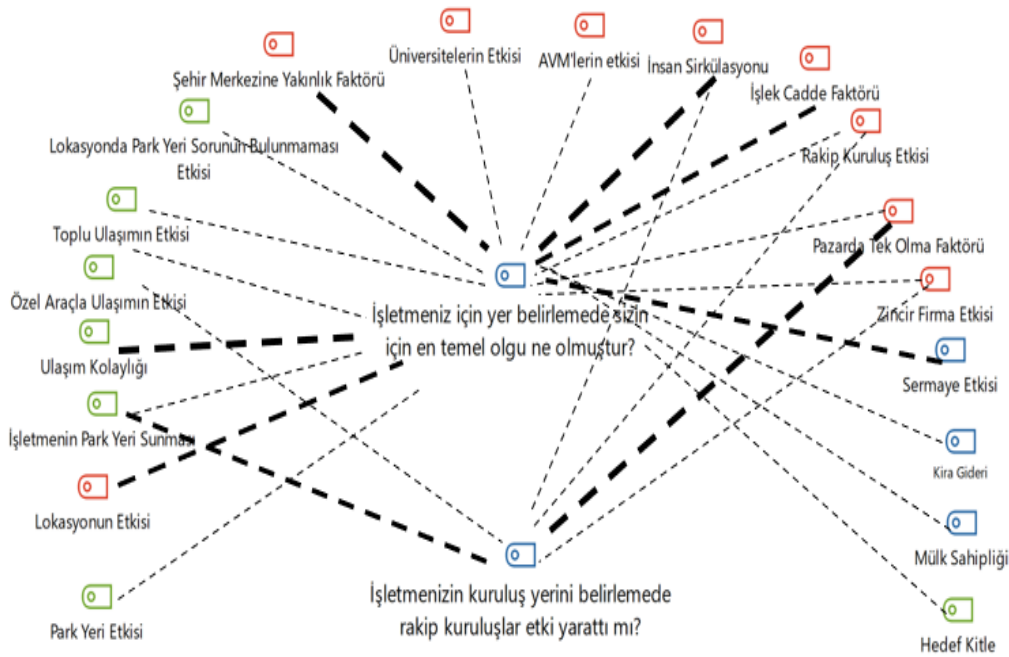 Şehir Merkezine Yakınlık Faktörü
Üniversitelerin Etkisi
AVM'lerin etkisi
İnsan Sirkülasyonu
İşlek Cadde Faktörü
Lokasyonda Park Yeri Sorunun Bulunmaması
Etkisi
Rakip Kuruluş Etkisi
Toplu Ulaşımın Etkisi
Pazarda Tek Olma Faktörü
Özel Araçla Ulaşımın Etkisi
Zincir Firma Etkisi
İşletmeniz için yer belirlemede sizin
için en temel olgu ne olmuştur?
Ulaşım Kolaylığı
Sermaye Etkisi
İşletmenin Park Yeri Sunması
Kira Gideri
Lokasyonun Etkisi
Mülk Sahipliği
İşletmenizin kuruluş yerini belirlemede
rakip kuruluşlar etki yarattı mı?
Park Yeri Etkisi
Hedef Kitle